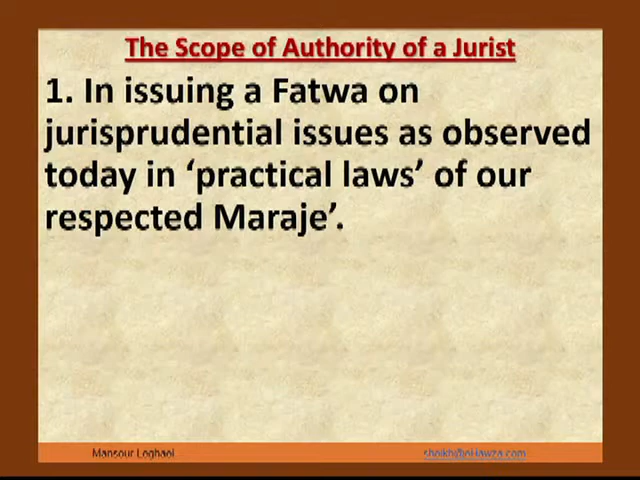 The Scope of Authority of a Jurist
1. In issuing a Fatwa on
jurisprudential issues as observed
today in ‘practical laws’ of our
respected Maraje’.
Mansour Leghaei